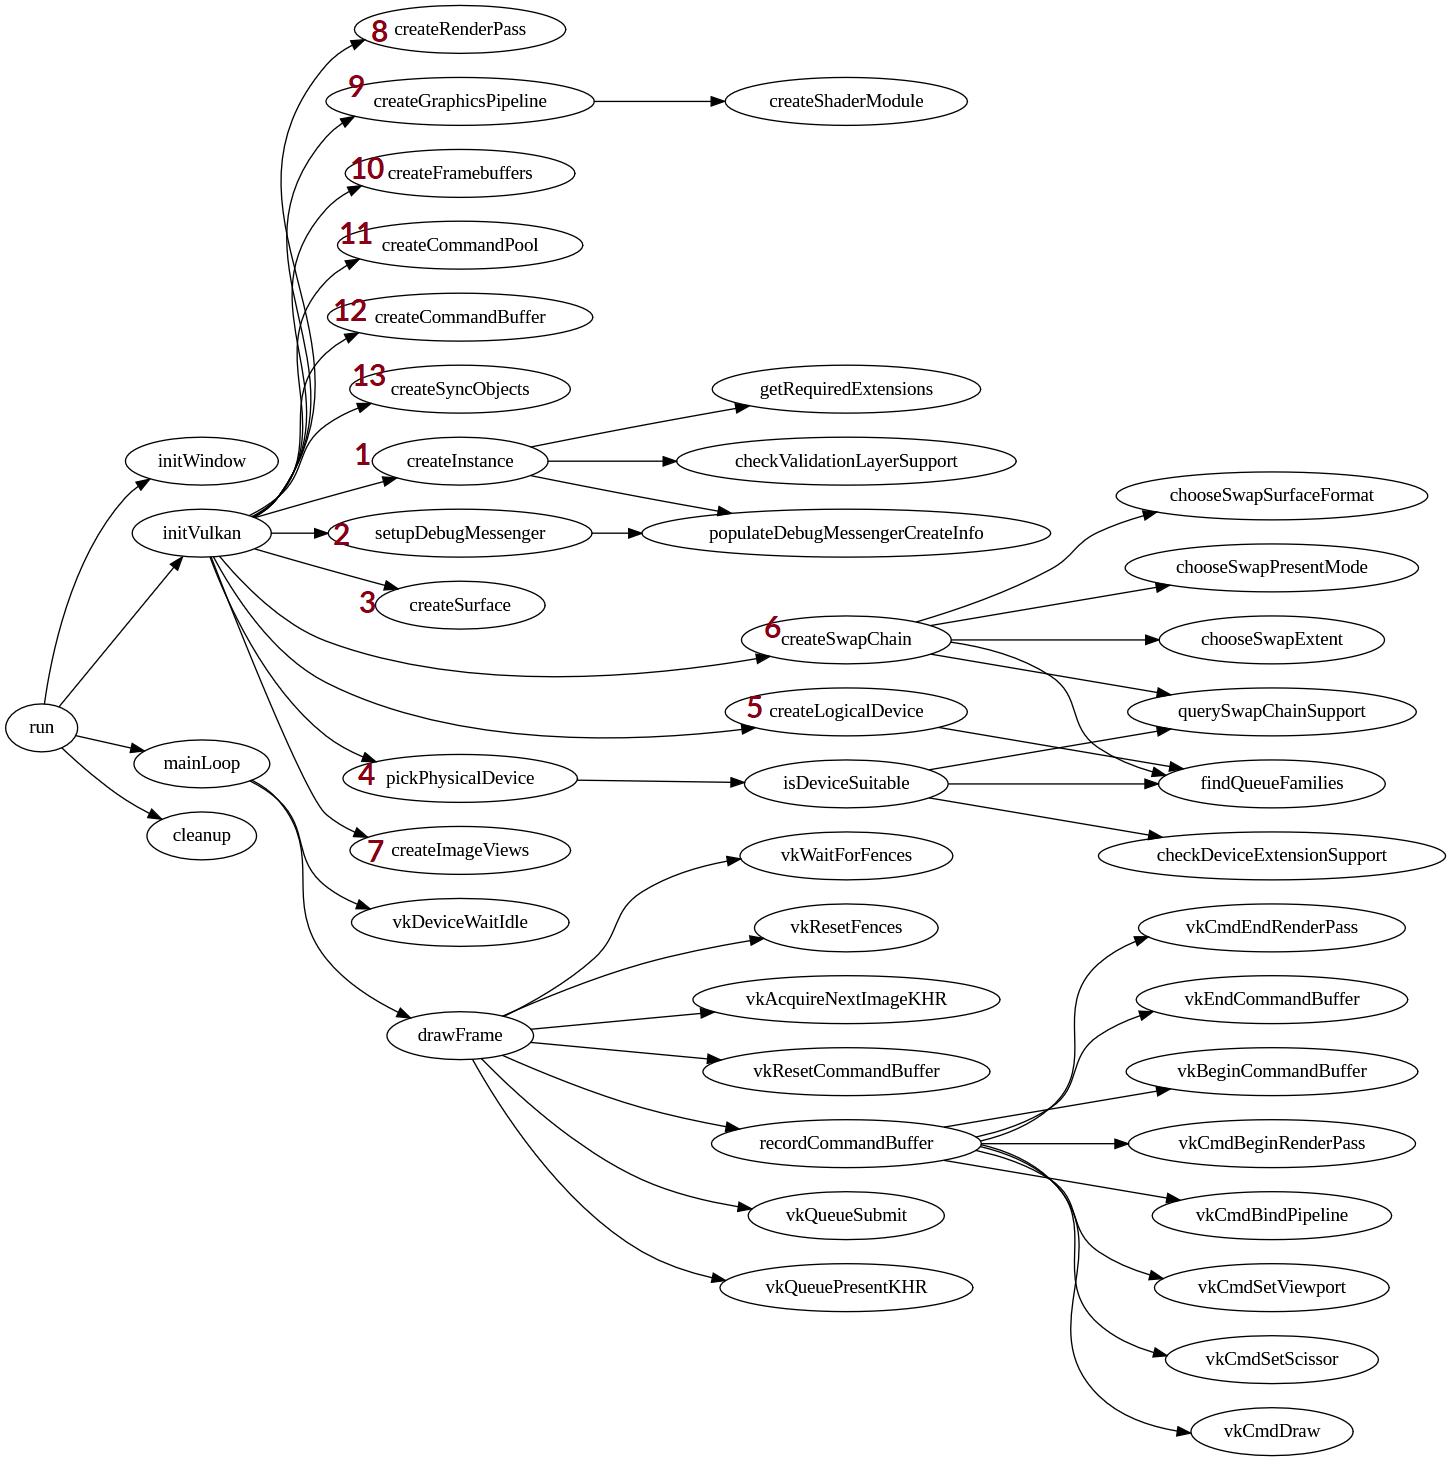 8 createRenderPass
9 createGraphicsPipeline createShaderModule
10 createFramebuffers
11 createCommandPool
12 createCommandBuffer
13 createSyncObjects getRequiredExtensions
initWindow 1 createInstance checkValidationLayerSupport
chooseSwapSurfaceFormat
initVulkan 2 setupDebugMessenger populateDebugMessengerCreateInfo
chooseSwapPresentMode
3 createSurface
6 createSwapChain chooseSwapExtent
5 createLogicalDevice querySwapChainSupport
run
mainLoop 4 pickPhysicalDevice isDeviceSuitable findQueueFamilies
cleanup
7 createImageViews vkWaitForFences checkDeviceExtensionSupport
vkDeviceWaitIdle vkResetFences vkCmdEndRenderPass
vkAcquireNextImageKHR vkEndCommandBuffer
drawFrame
vkResetCommandBuffer vkBeginCommandBuffer
recordCommandBuffer vkCmdBeginRenderPass
vkQueueSubmit vkCmdBindPipeline
vkQueuePresentKHR vkCmdSetViewport
vkCmdSetScissor
vkCmdDraw